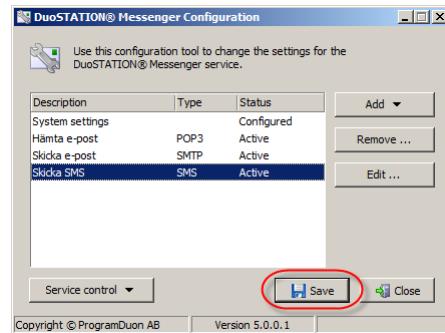 DuoSTATION® Messenger Configuration
Use this configuration tool to change the settings for the
DuoSTATION® Messenger service.
Description Type Status
System settings Configured
Hämta e-post POP3 Active
Skicka e-post SMTP Active
Skicka SMS SMS Active
Add
Remove ...
Edit ...
Service control
Save
Close
Copyright © ProgramDuon AB Version 5.0.0.1